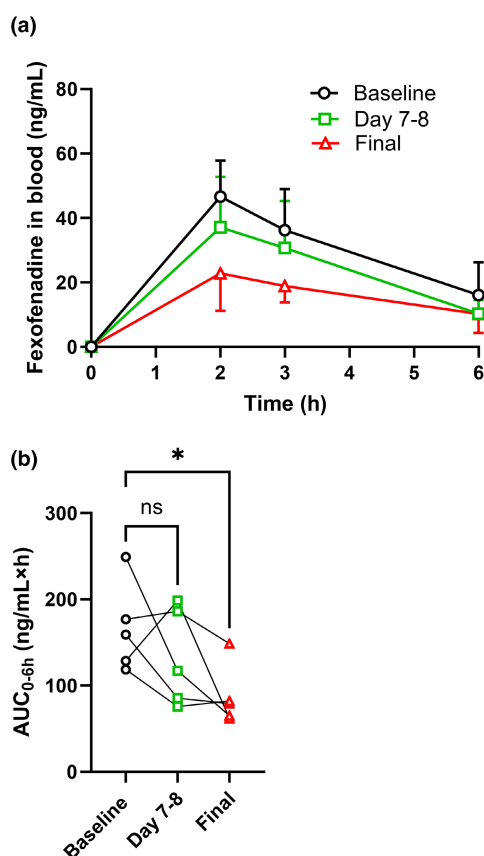 (a)
Fexofenadine in blood (ng/mL)
80
60
40
20
0
Baseline
Day 7-8
Final
0 1 2 3 4 5 6
Time (h)
(b)
*
ns
AUC0-6h (ng/mL×h)
300
200
100
0
Baseline
Day 7-8
Final